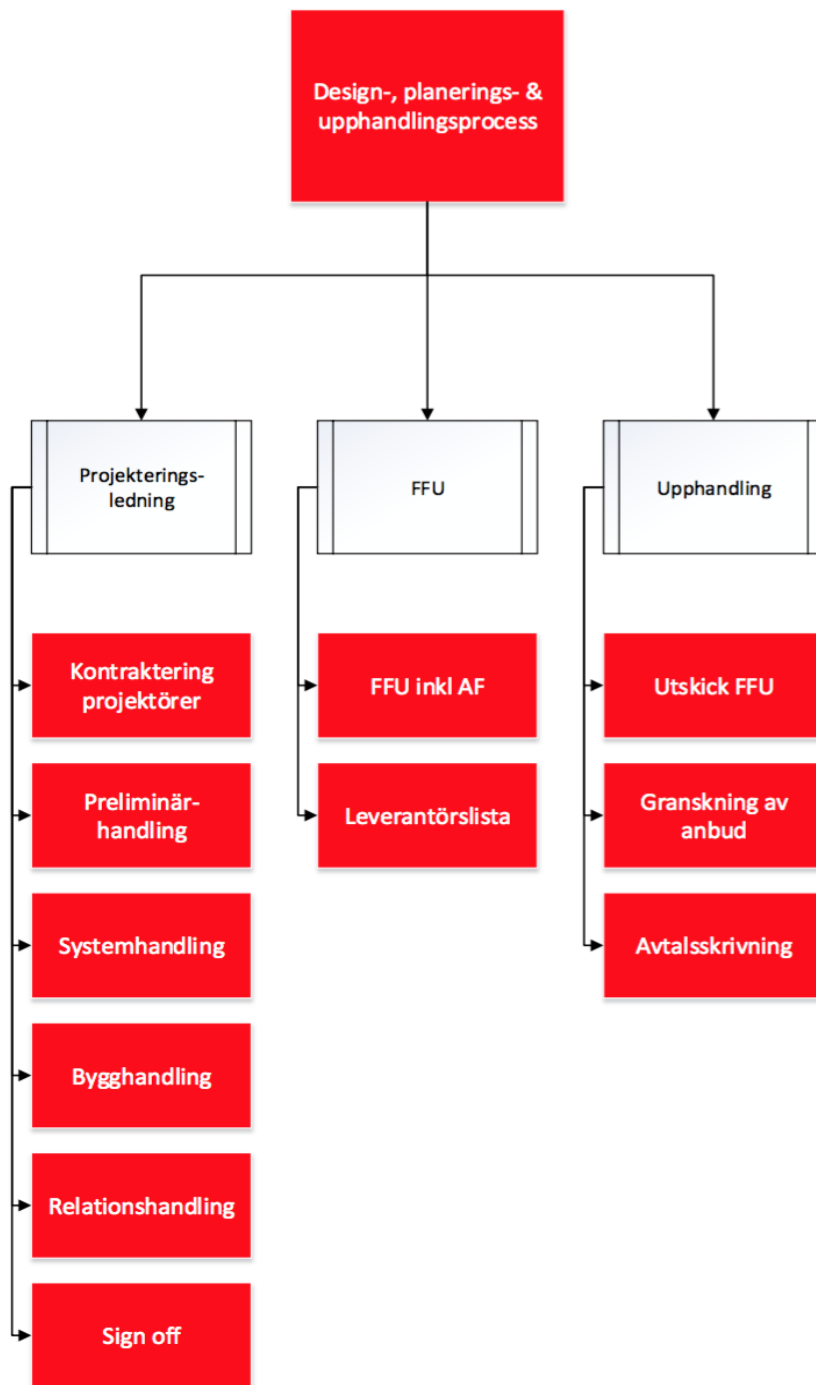 Design-, planerings- &
upphandlingsprocess
Projekterings-
ledning
FFU
Upphandling
Kontraktering
projektörer
FFU inkl AF
Utskick FFU
Preliminär-
handling
Leverantörslista
Granskning av
anbud
Systemhandling
Avtalsskrivning
Bygghandling
Relationshandling
Sign off